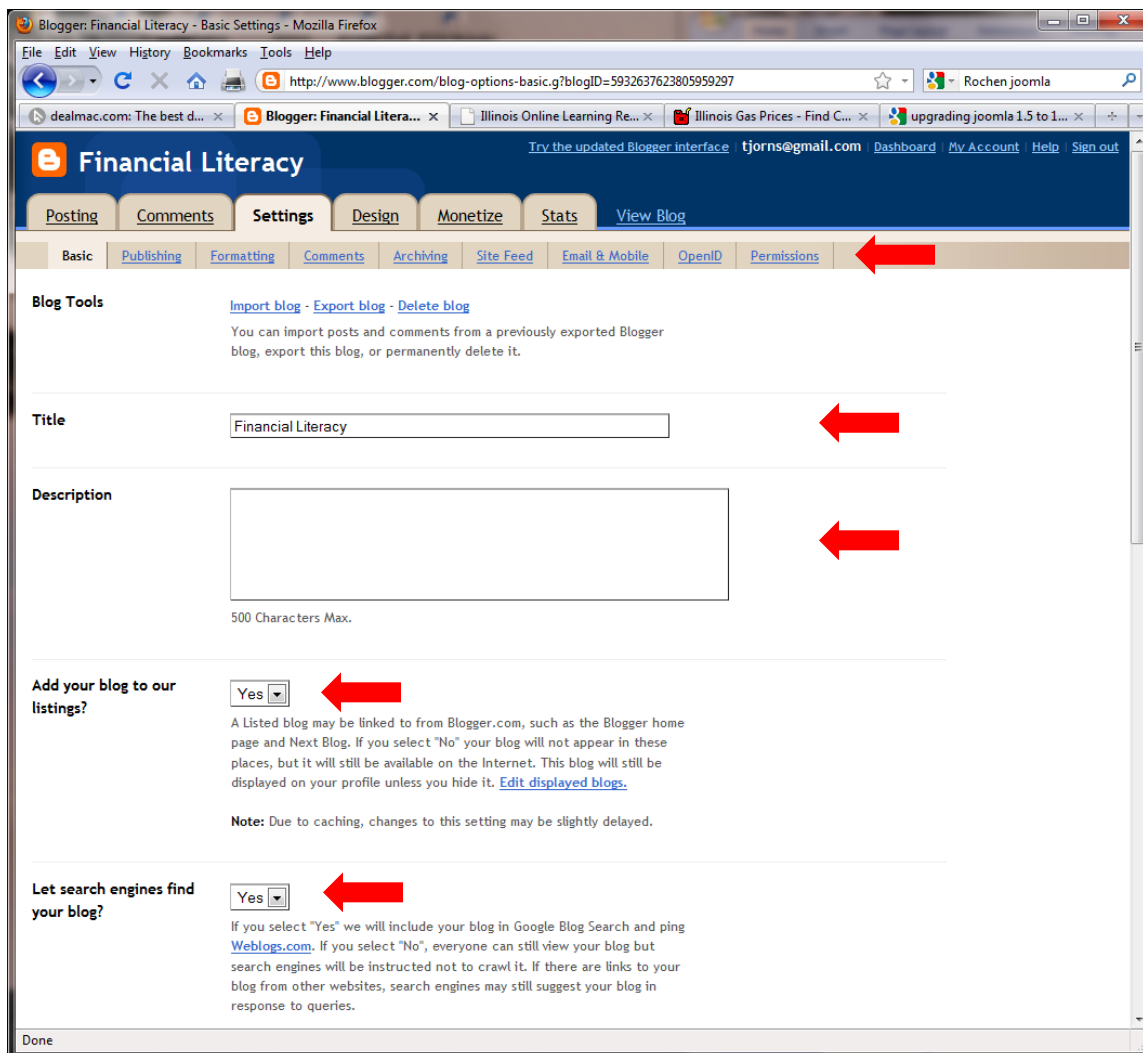 Blogger: Financial Literacy - Basic Settings - Mozilla Firefox
File Edit View History Bookmarks Tools Help
http://www.blogger.com/blog-options-basic.g?blogID=5932637623805959297 Rochen joomla
dealmac.com: The best d... Blogger: Financial Litera... Illinois Online Learning Re... Illinois Gas Prices - Find C... upgrading joomla 1.5 to 1...
Try the updated Blogger interface | tjorns@gmail.com | Dashboard | My Account | Help | Sign out
Financial Literacy
Posting Comments Settings Design Monetize Stats View Blog
Basic Publishing Formatting Comments Archiving Site Feed Email & Mobile OpenID Permissions
Blog Tools
Import blog - Export blog - Delete blog
You can import posts and comments from a previously exported Blogger
blog, export this blog, or permanently delete it.
Title
Financial Literacy
Description
500 Characters Max.
Add your blog to our
listings?
Yes
A Listed blog may be linked to from Blogger.com, such as the Blogger home
page and Next Blog. If you select "No" your blog will not appear in these
places, but it will still be available on the Internet. This blog will still be
displayed on your profile unless you hide it. Edit displayed blogs.
Note: Due to caching, changes to this setting may be slightly delayed.
Let search engines find
your blog?
Yes
If you select "Yes" we will include your blog in Google Blog Search and ping
Weblogs.com. If you select "No", everyone can still view your blog but
search engines will be instructed not to crawl it. If there are links to your
blog from other websites, search engines may still suggest your blog in
response to queries.
Done